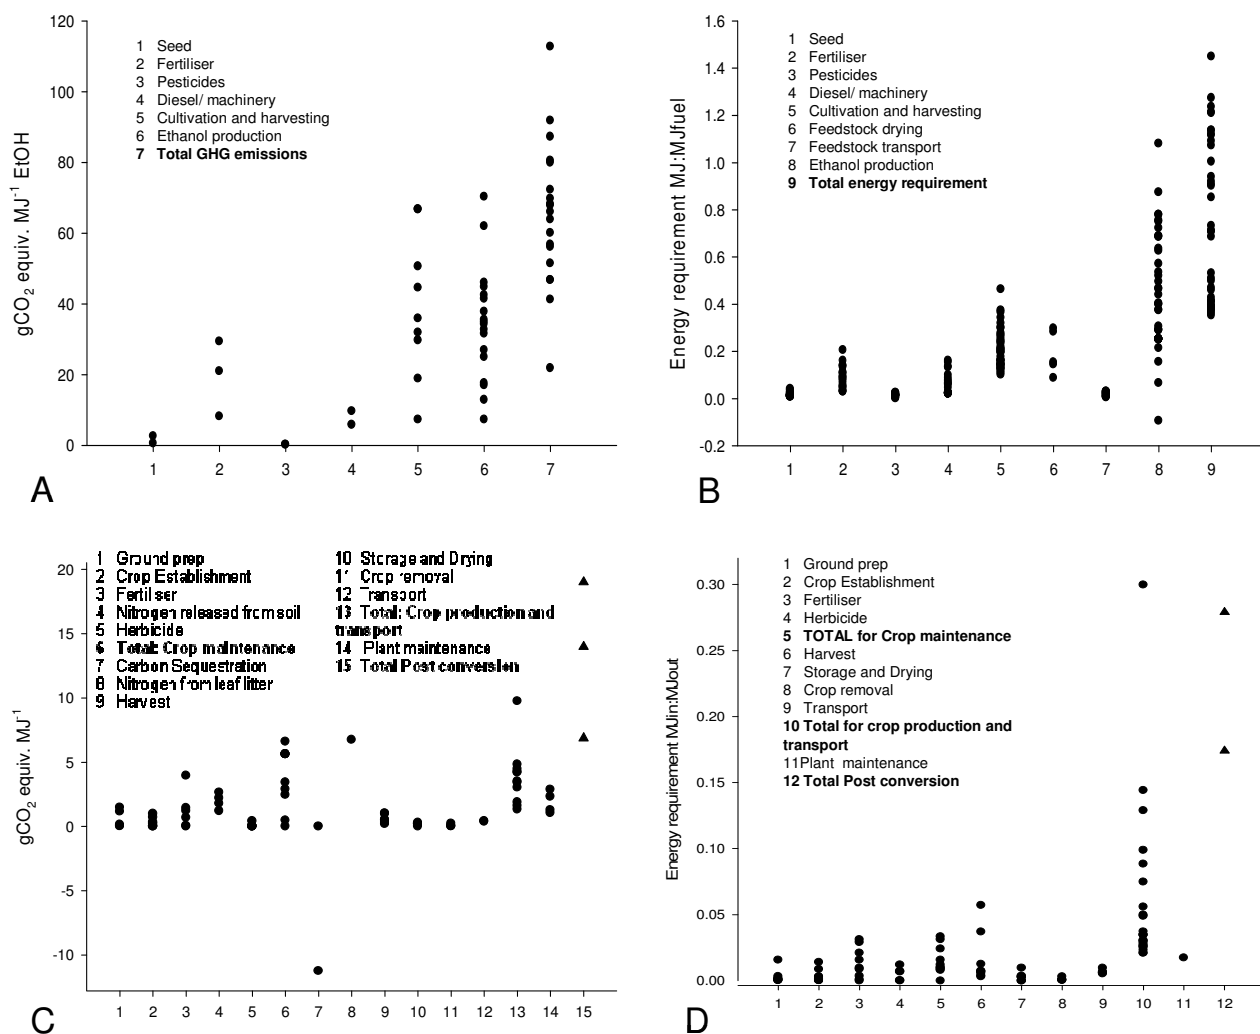 120
100
80
60
40
20
0
gCO2 equiv. MJ-1 EtOH
1 Seed
2 Fertiliser
3 Pesticides
4 Diesel/ machinery
5 Cultivation and harvesting
6 Ethanol production
7 Total GHG emissions
1 2 3 4 5 6 7
A
1.6
1.4
1.2
1.0
0.8
0.6
0.4
0.2
0.0
-0.2
Energy requirement MJ:MJfuel
1 Seed
2 Fertiliser
3 Pesticides
4 Diesel/ machinery
5 Cultivation and harvesting
6 Feedstock drying
7 Feedstock transport
8 Ethanol production
9 Total energy requirement
1 2 3 4 5 6 7 8 9
B
20
15
10
5
0
-5
-10
gCO2 equiv. MJ-1
1 Ground prep
2 Crop Establishment
3 Fertiliser
4 Nitrogen released from soil
5 Herbicide
6 Total: Crop maintenance
7 Carbon Sequestration
8 Nitrogen from leaf litter
9 Harvest
10 Storage and Drying
11 Crop removal
12 Transport
13 Total: Crop production and
transport
14 Plant maintenance
15 Total Post conversion
1 2 3 4 5 6 7 8 9 10 11 12 13 14 15
C
0.30
0.25
0.20
0.15
0.10
0.05
0.00
Energy requirement MJin:MJout
1 Ground prep
2 Crop Establishment
3 Fertiliser
4 Herbicide
5 TOTAL for Crop maintenance
6 Harvest
7 Storage and Drying
8 Crop removal
9 Transport
10 Total for crop production and
transport
11Plant maintenance
12 Total Post conversion
1 2 3 4 5 6 7 8 9 10 11 12
D